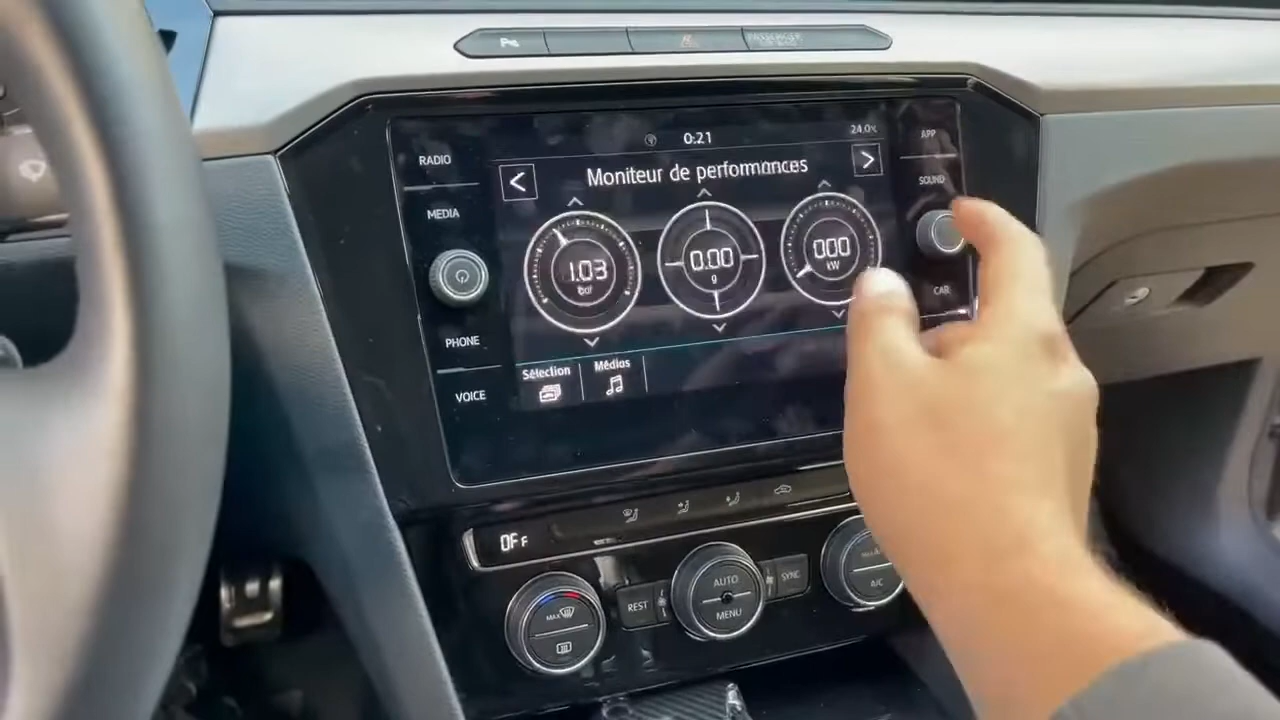 PASSENGER
0:21
24.0
RADIO
MEDIA
PHONE
VOICE
Moniteur de performances
<
>
1.03
bar
0.00
g
000
kW
Sélection
Médias
APP
SOUND
CAR
OFF
MAX
REST
AUTO
MENU
SYNC
A/C